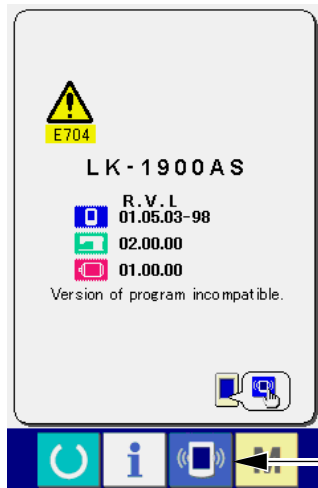 E704
LK-1900AS
R.V.L
01.05.03-98
02.00.00
01.00.00
Version of program incompatible.
i
M